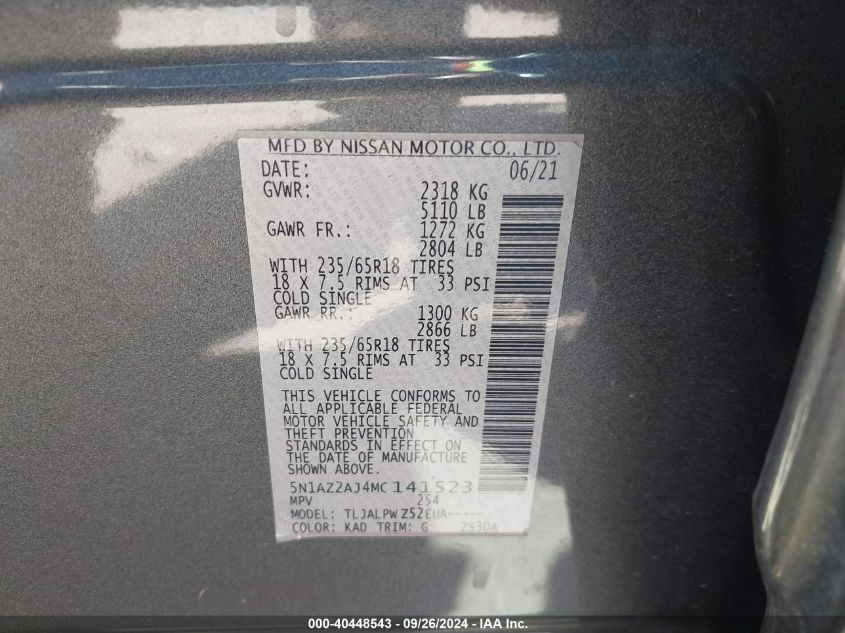 MFD BY NISSAN MOTOR CO., LTD.
DATE: 06/21
GVWR: 2318 KG
5110 LB
GAWR FR.: 1272 KG
2804 LB
WITH 235/65R18 TIRES
18 X 7.5 RIMS AT 33 PSI
COLD SINGLE
GAWR RR.: 1300 KG
2866 LB
WITH 235/65R18 TIRES
18 X 7.5 RIMS AT 33 PSI
COLD SINGLE
THIS VEHICLE CONFORMS TO
ALL APPLICABLE FEDERAL
MOTOR VEHICLE SAFETY AND
THEFT PREVENTION
STANDARDS IN EFFECT ON
THE DATE OF MANUFACTURE
SHOWN ABOVE.
5N1AZ2AJ4MC141523
MPV 254
MODEL: TLJALPW Z52EUA-----
COLOR: KAD TRIM: G ZS30A
000-40448543 - 09/26/2024 - IAA Inc.